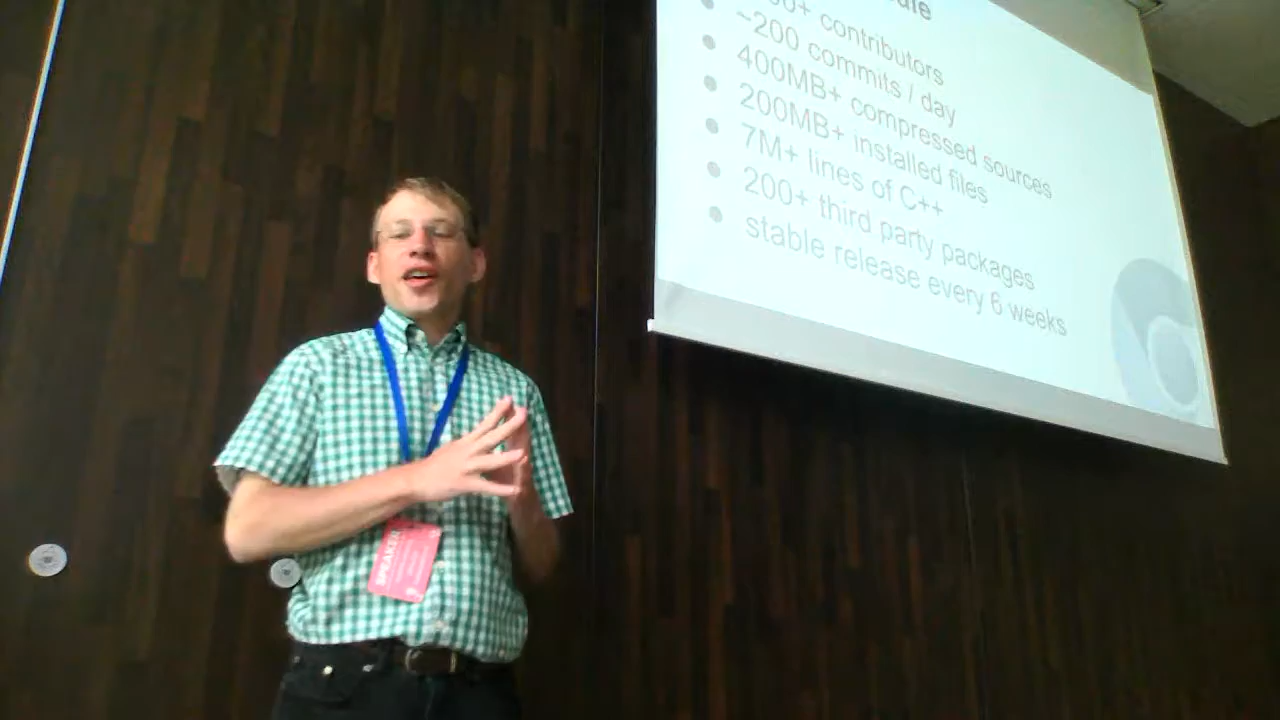 contributors
~200 commits / day
400MB+ compressed sources
200MB+ installed files
7M+ lines of C++
200+ third party packages
stable release every 6 weeks
SPEAKER